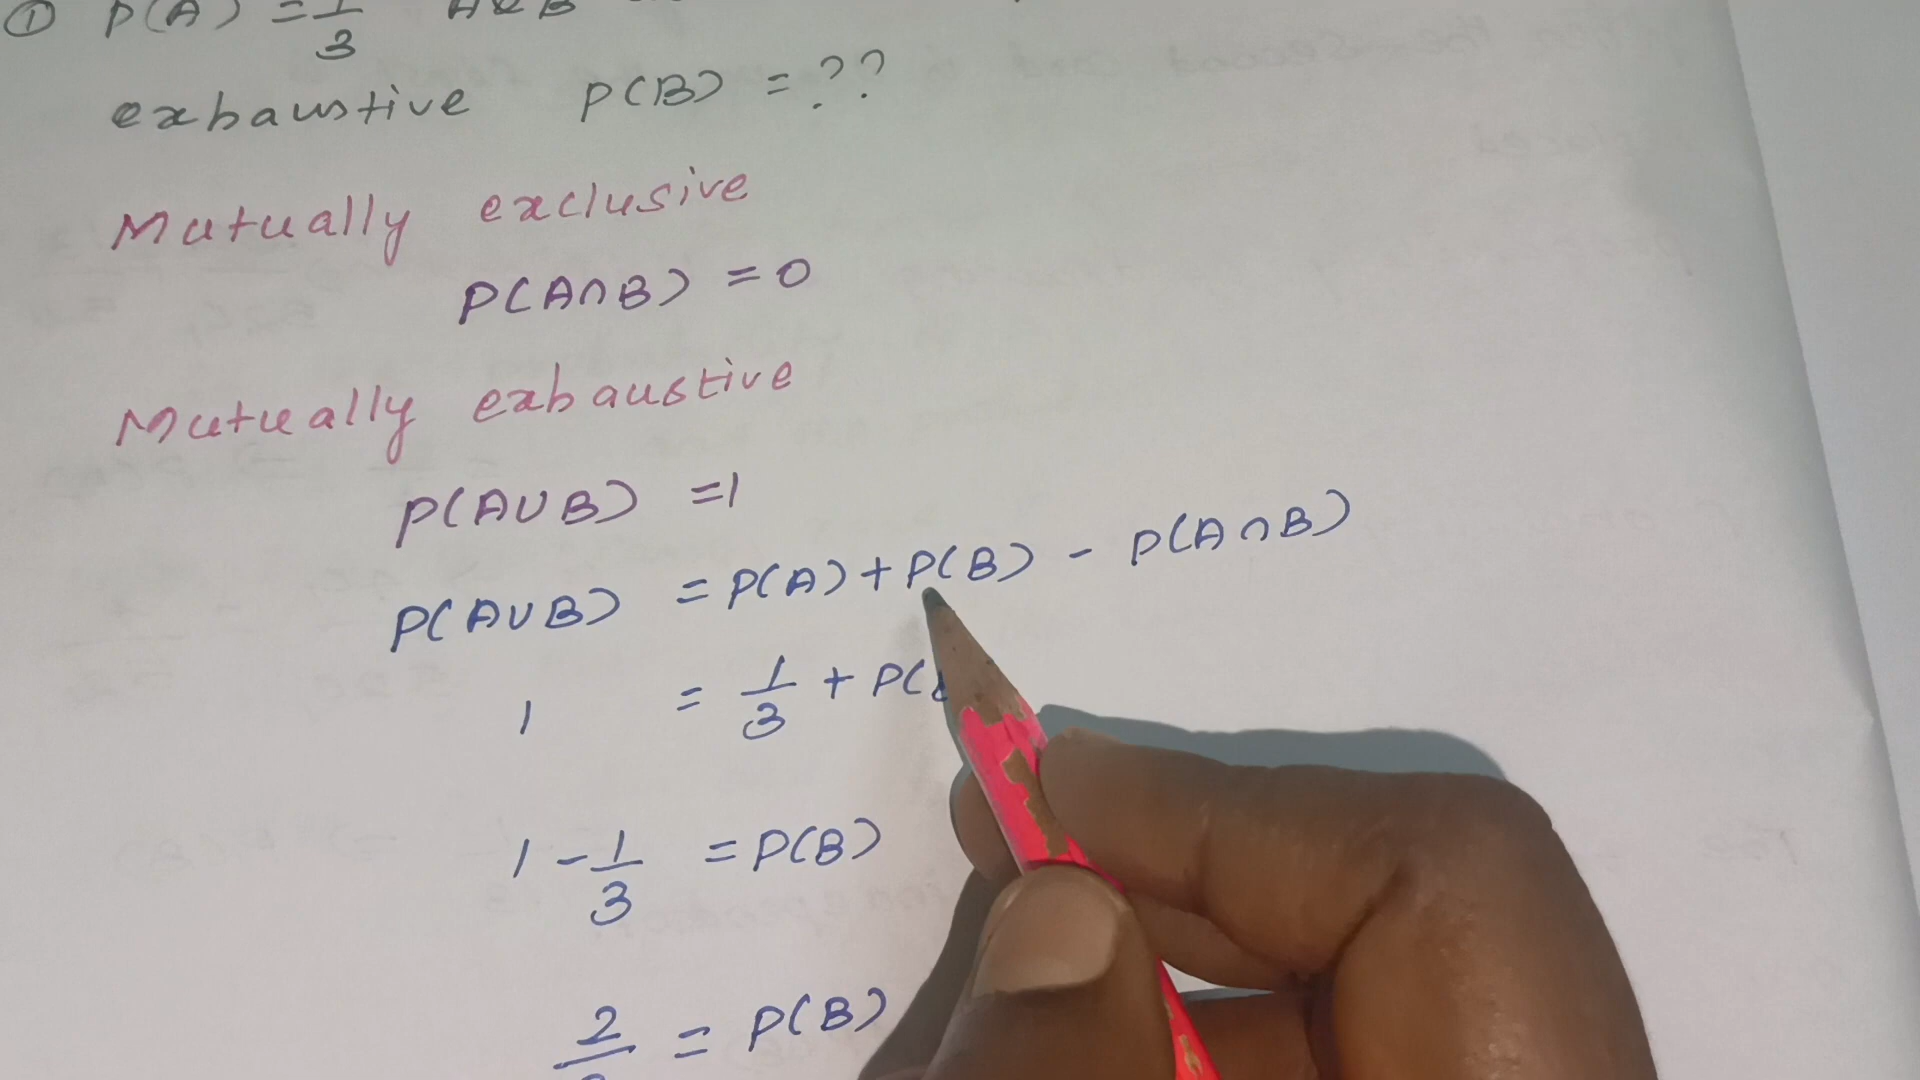 ① P(A) = 1/3 A & B
exhaustive P(B) = ??
Mutually exclusive
P(A∩B) = 0
Mutually exhaustive
P(A∪B) = 1
P(A∪B) = P(A) + P(B) - P(A∩B)
1 = 1/3 + P(
1 - 1/3 = P(B)
2 = P(B)